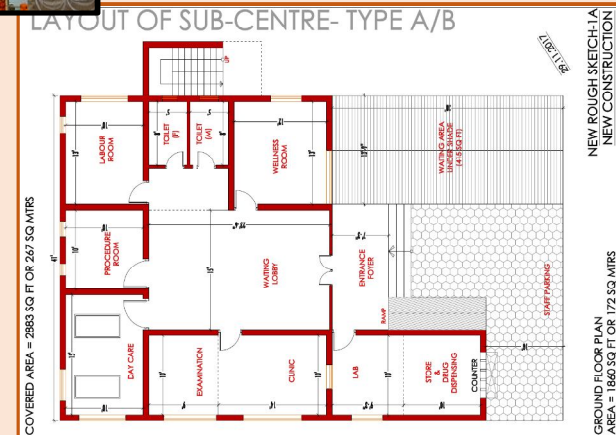 LAYOUT OF SUB-CENTRE- TYPE A/B
29.11.2017
NEW ROUGH SKETCH-1A
NEW CONSTRUCTION
COVERED AREA = 2883 SQ FT OR 267 SQ MTRS
UP
LABOUR
ROOM
TOILET
(F)
TOILET
(M)
WELLNESS
ROOM
WAITING AREA
UNDER SHADE
PROCEDURE
ROOM
WAITING
LOBBY
ENTRANCE
FOYER
STAFF PARKING
RAMP
DAY CARE
EXAMINATION
CLINIC
LAB
STORE
&
DRUG
DISPENSING
COUNTER
GROUND FLOOR PLAN
AREA = 1860 SQ FT OR 172 SQ MTRS